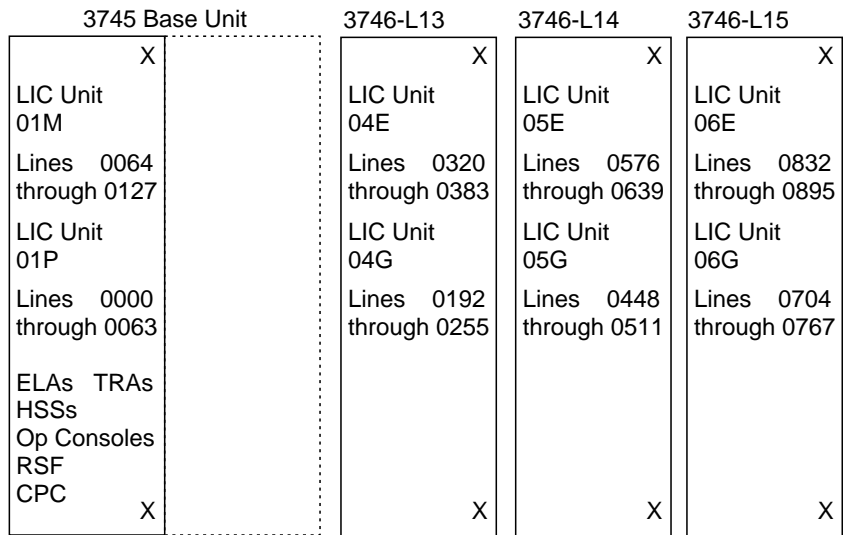 3745 Base Unit
X
LIC Unit
01M
Lines 0064
through 0127
LIC Unit
01P
Lines 0000
through 0063
ELAs TRAs
HSSs
Op Consoles
RSF
CPC
X
3746-L13
X
LIC Unit
04E
Lines 0320
through 0383
LIC Unit
04G
Lines 0192
through 0255
X
3746-L14
X
LIC Unit
05E
Lines 0576
through 0639
LIC Unit
05G
Lines 0448
through 0511
X
3746-L15
X
LIC Unit
06E
Lines 0832
through 0895
LIC Unit
06G
Lines 0704
through 0767
X